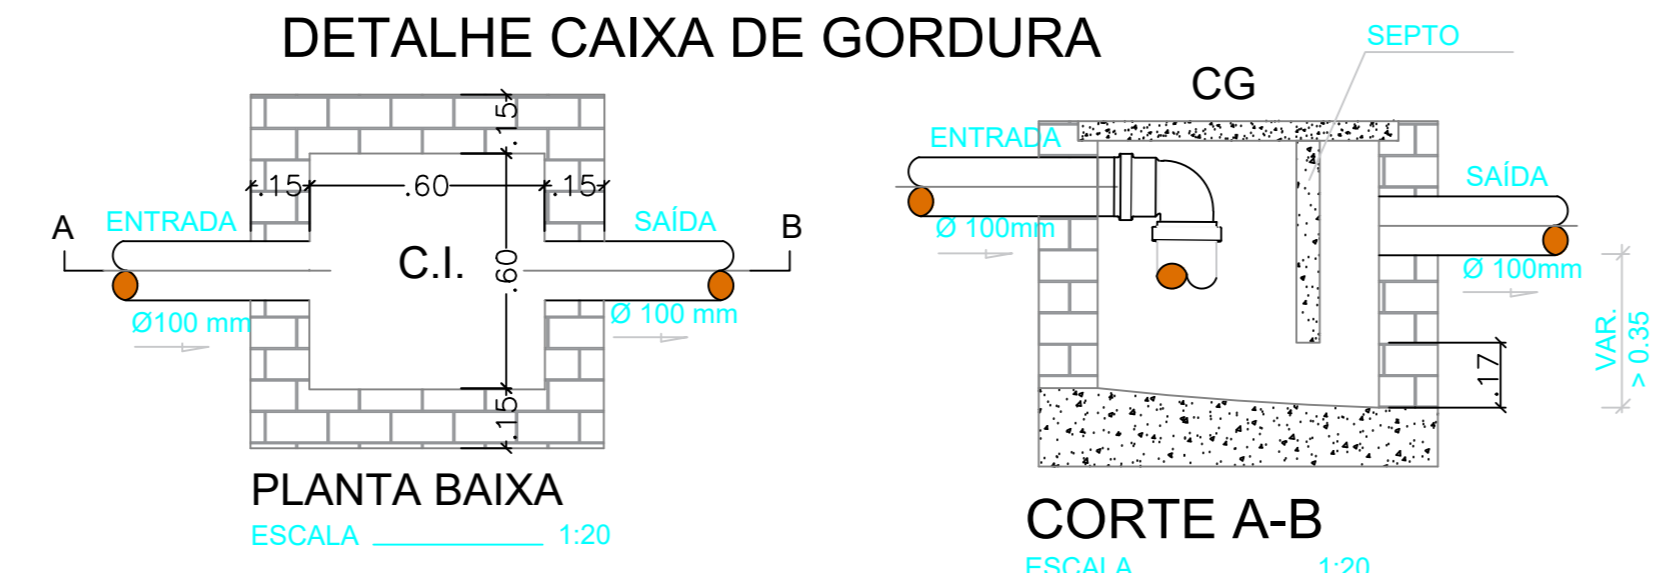 DETALHE CAIXA DE GORDURA
.15
.15 .60 .15
A ENTRADA SAÍDA B
C.I. .60
Ø100 mm Ø 100 mm
.15
PLANTA BAIXA
ESCALA 1:20
SEPTO
CG
ENTRADA
SAÍDA
Ø 100mm
Ø 100mm
VAR.
> 0.35
.17
CORTE A-B
ESCALA 1:20